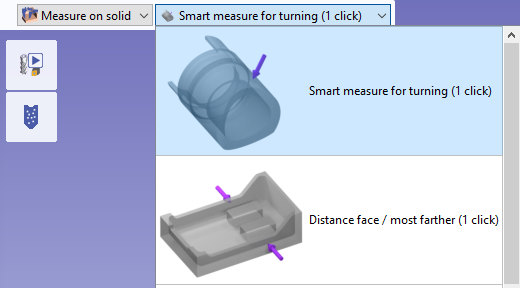 Measure on solid
Smart measure for turning (1 click)
Smart measure for turning (1 click)
Distance face / most farther (1 click)